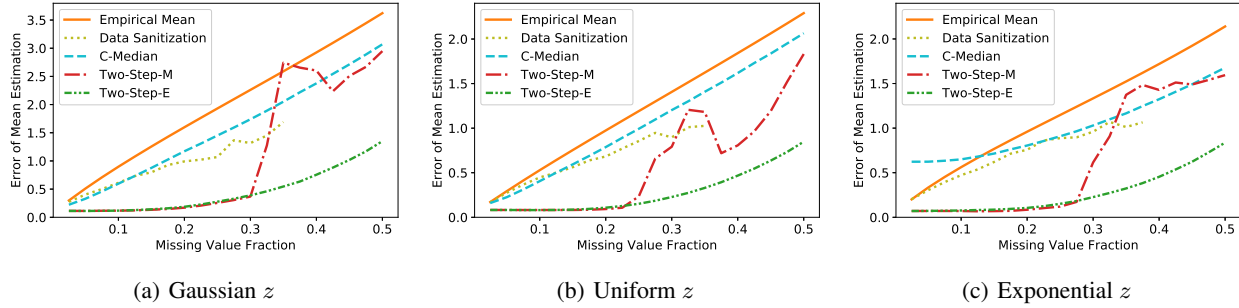 Error of Mean Estimation
3.5
3.0
2.5
2.0
1.5
1.0
0.5
0.0
Empirical Mean
Data Sanitization
C-Median
Two-Step-M
Two-Step-E
0.1 0.2 0.3 0.4 0.5
Missing Value Fraction
(a) Gaussian z
Error of Mean Estimation
2.0
1.5
1.0
0.5
0.0
Empirical Mean
Data Sanitization
C-Median
Two-Step-M
Two-Step-E
0.1 0.2 0.3 0.4 0.5
Missing Value Fraction
(b) Uniform z
Error of Mean Estimation
2.0
1.5
1.0
0.5
0.0
Empirical Mean
Data Sanitization
C-Median
Two-Step-M
Two-Step-E
0.1 0.2 0.3 0.4 0.5
Missing Value Fraction
(c) Exponential z